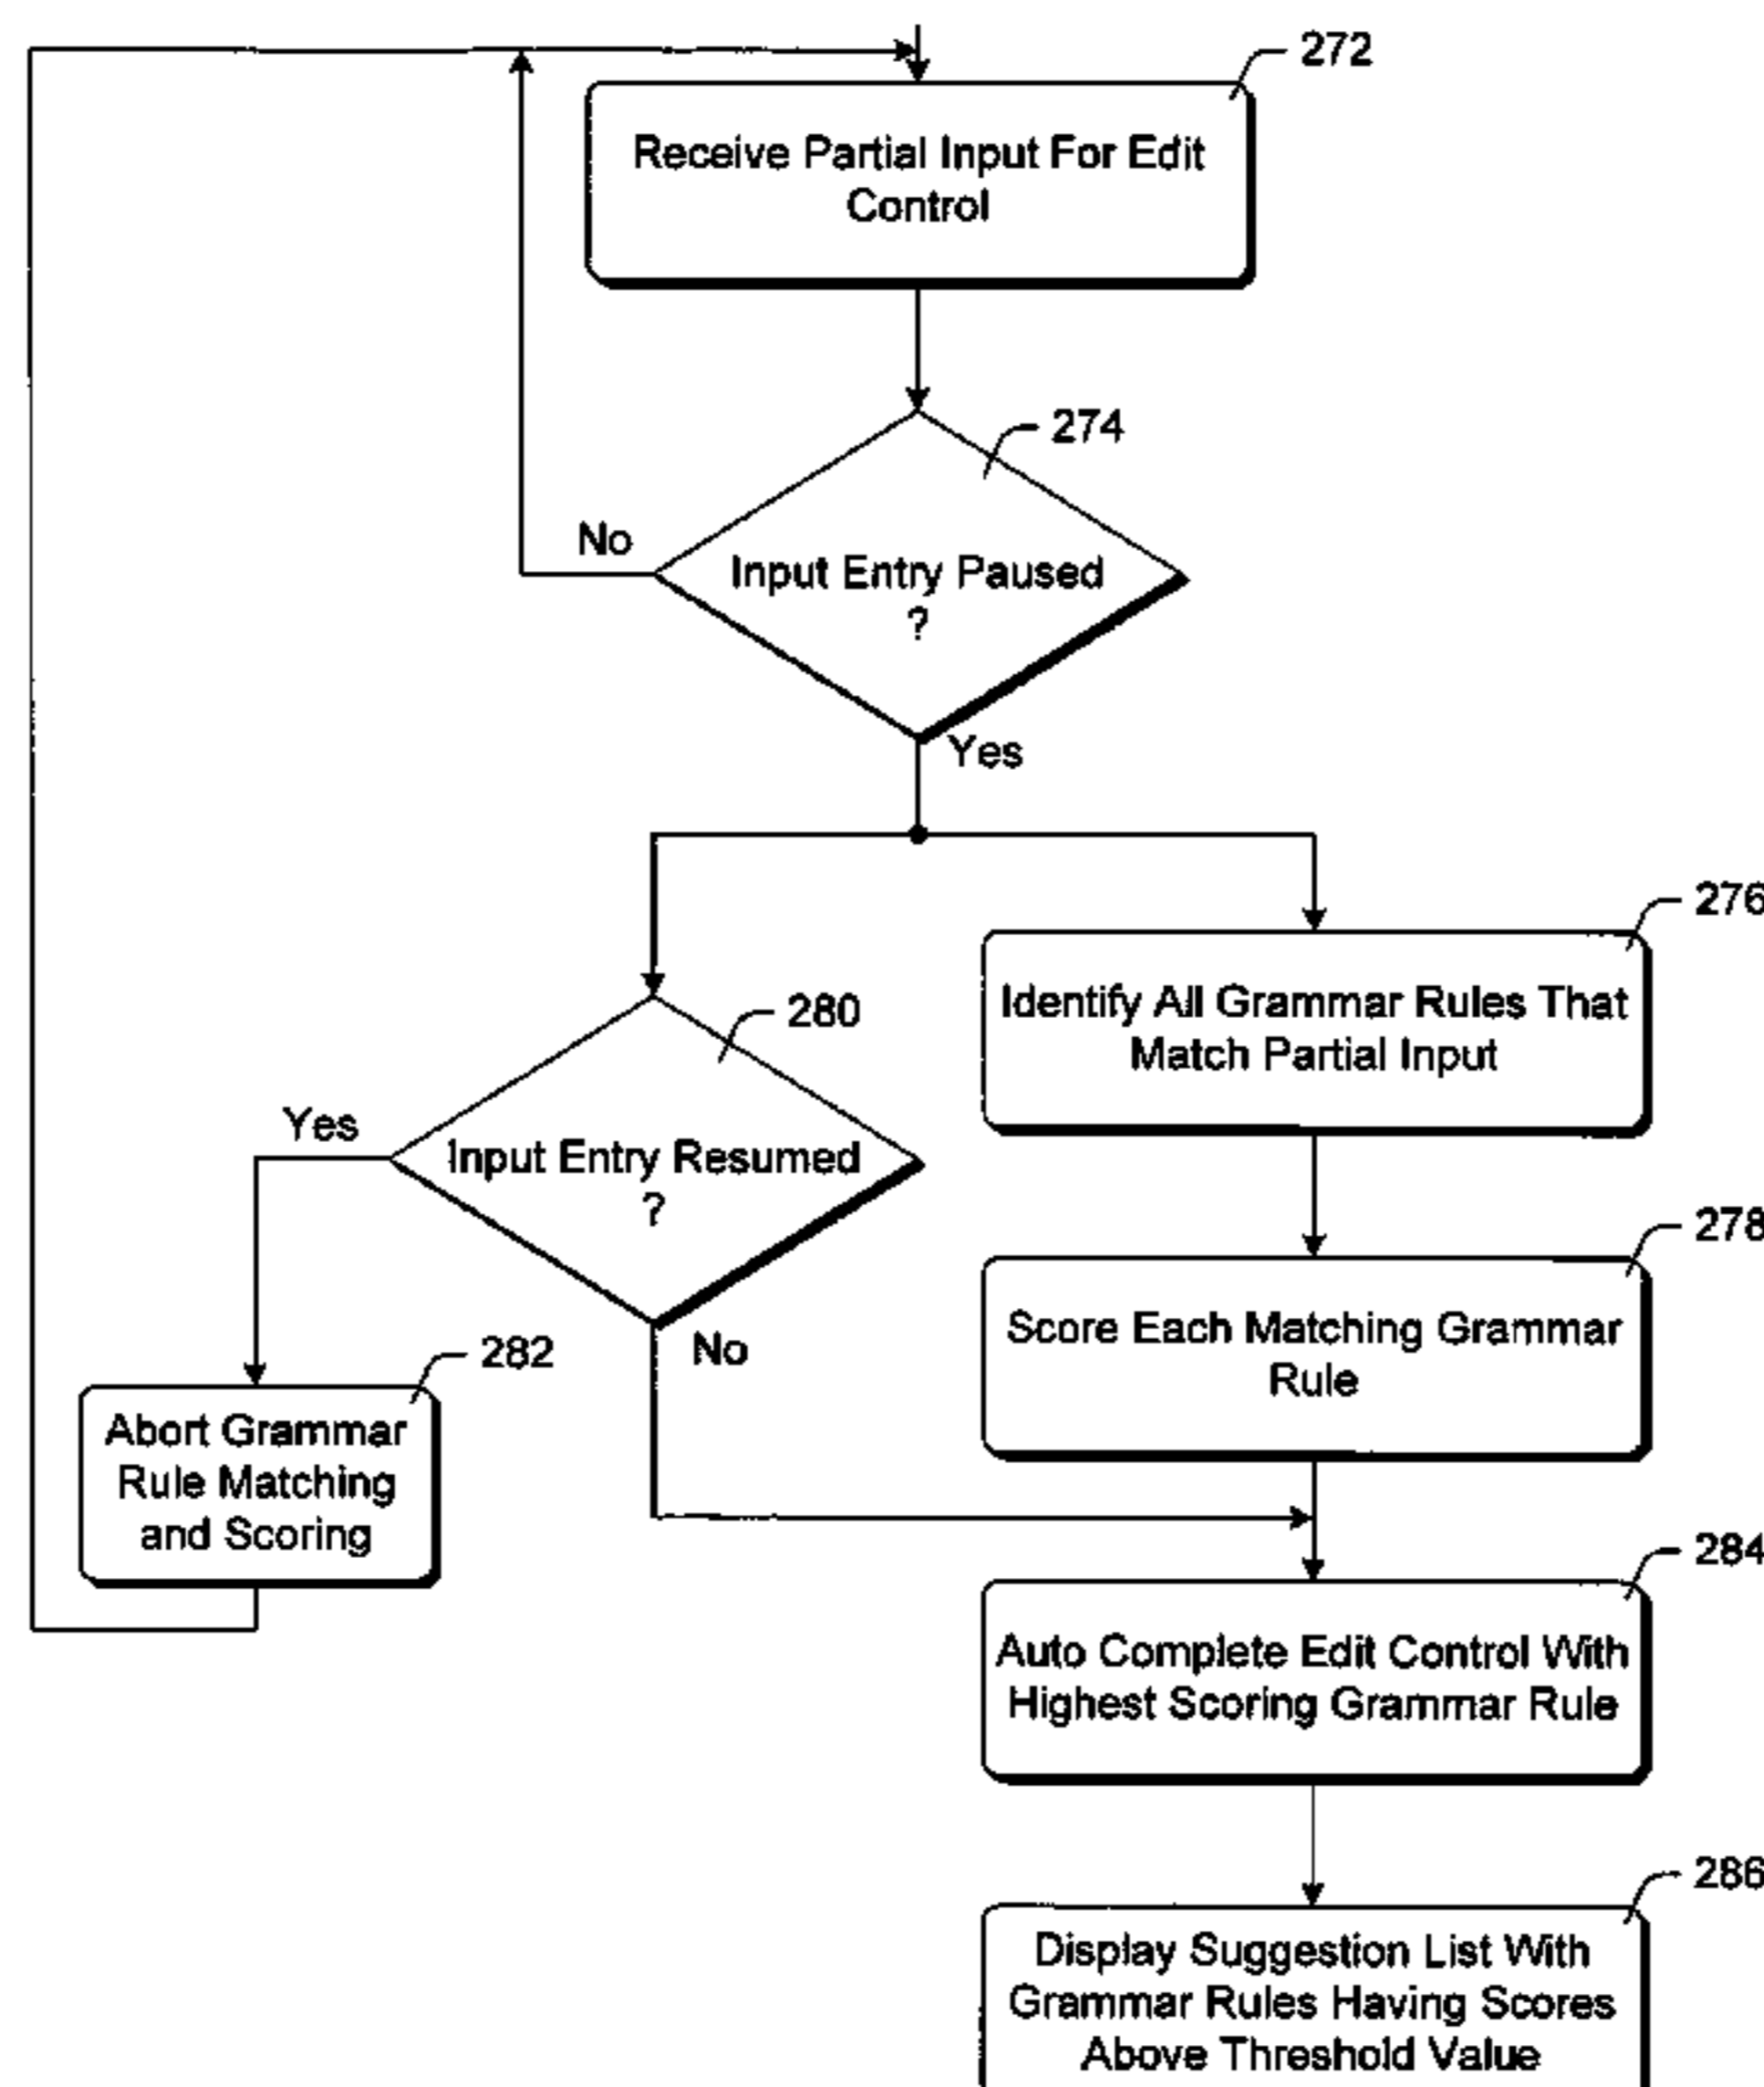 272
Receive Partial Input For Edit
Control
274
No
Input Entry Paused
?
Yes
276
Identify All Grammar Rules That
Match Partial Input
280
Yes
Input Entry Resumed
?
No
278
Score Each Matching Grammar
Rule
282
Abort Grammar
Rule Matching
and Scoring
284
Auto Complete Edit Control With
Highest Scoring Grammar Rule
286
Display Suggestion List With
Grammar Rules Having Scores
Above Threshold Value